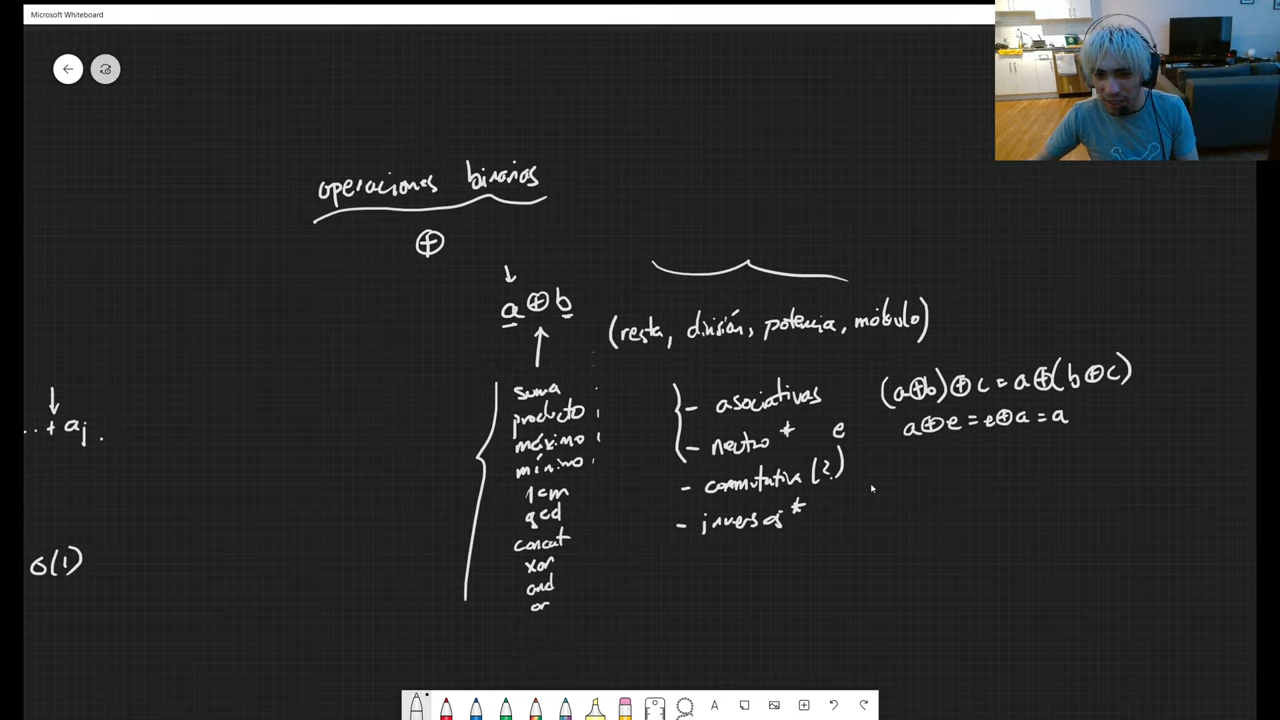 Microsoft Whiteboard
operaciones binarias
⊕
↓
a ⊕ b
(resta, división, potencia, módulo)
suma
producto
máximo
mínimo
lcm
gcd
concat
xor
and
or
- asociativas (a⊕b)⊕c = a⊕(b⊕c)
- neutro * e a⊕e = e⊕a = a
- conmutativa (?)
- inversos *
.. + aj .
O(1)
A